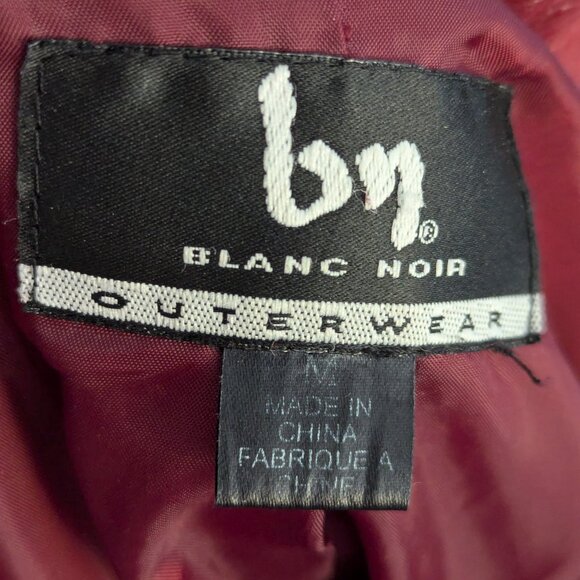 bn®
BLANC NOIR
OUTERWEAR
M
MADE IN
CHINA
FABRIQUE A
CHINE